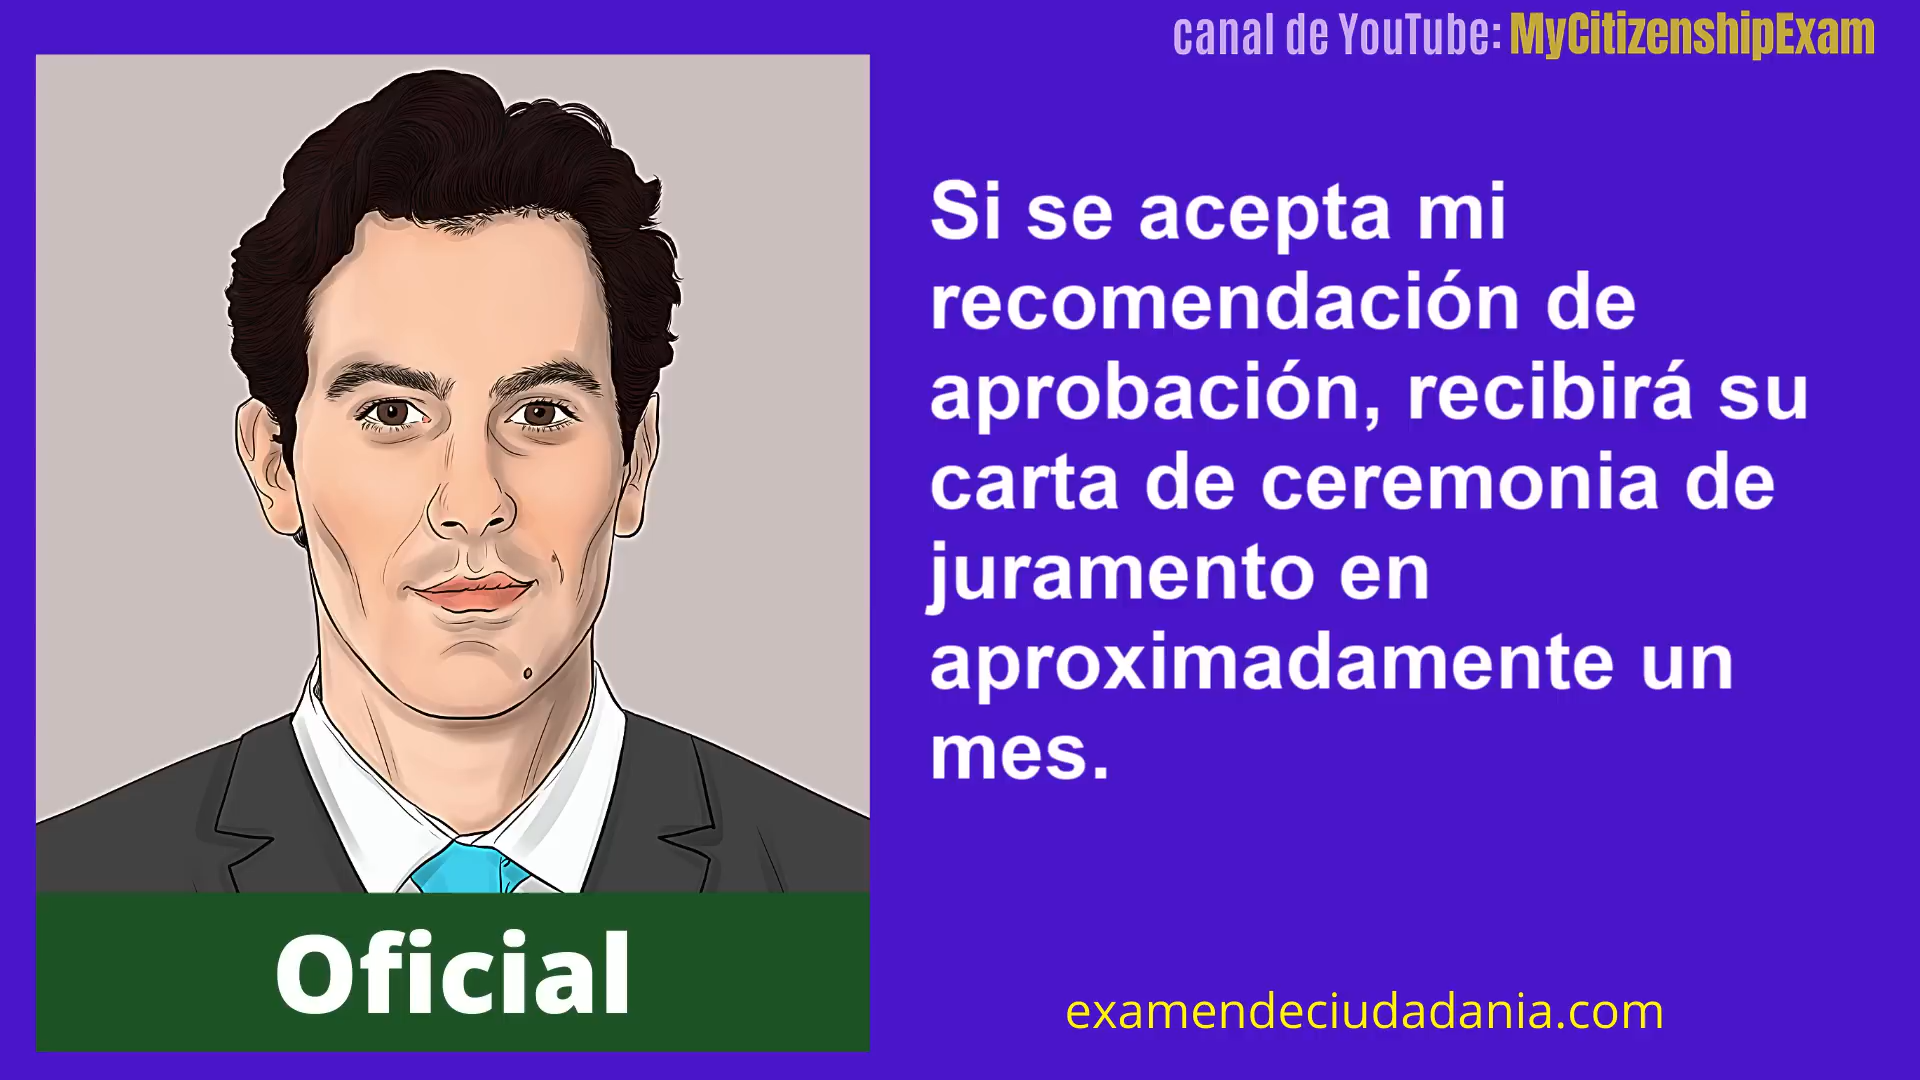 canal de YouTube: MyCitizenshipExam
Si se acepta mi
recomendación de
aprobación, recibirá su
carta de ceremonia de
juramento en
aproximadamente un
mes.
Oficial
examendeciudadania.com